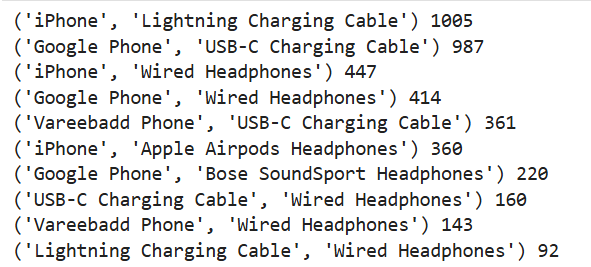 ('iPhone', 'Lightning Charging Cable') 1005
('Google Phone', 'USB-C Charging Cable') 987
('iPhone', 'Wired Headphones') 447
('Google Phone', 'Wired Headphones') 414
('Vareebadd Phone', 'USB-C Charging Cable') 361
('iPhone', 'Apple Airpods Headphones') 360
('Google Phone', 'Bose SoundSport Headphones') 220
('USB-C Charging Cable', 'Wired Headphones') 160
('Vareebadd Phone', 'Wired Headphones') 143
('Lightning Charging Cable', 'Wired Headphones') 92